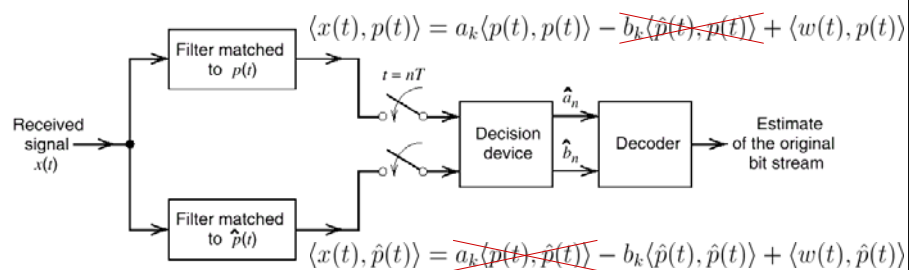 ⟨x(t), p(t)⟩ = a_k⟨p(t), p(t)⟩ − b_k⟨p̂(t), p(t)⟩ + ⟨w(t), p(t)⟩
Filter matched
to p(t)
t = nT
Received
signal
x(t)
Decision
device
â_n
b̂_n
Decoder
Estimate
of the original
bit stream
Filter matched
to p̂(t)
⟨x(t), p̂(t)⟩ = a_k⟨p(t), p̂(t)⟩ − b_k⟨p̂(t), p̂(t)⟩ + ⟨w(t), p̂(t)⟩